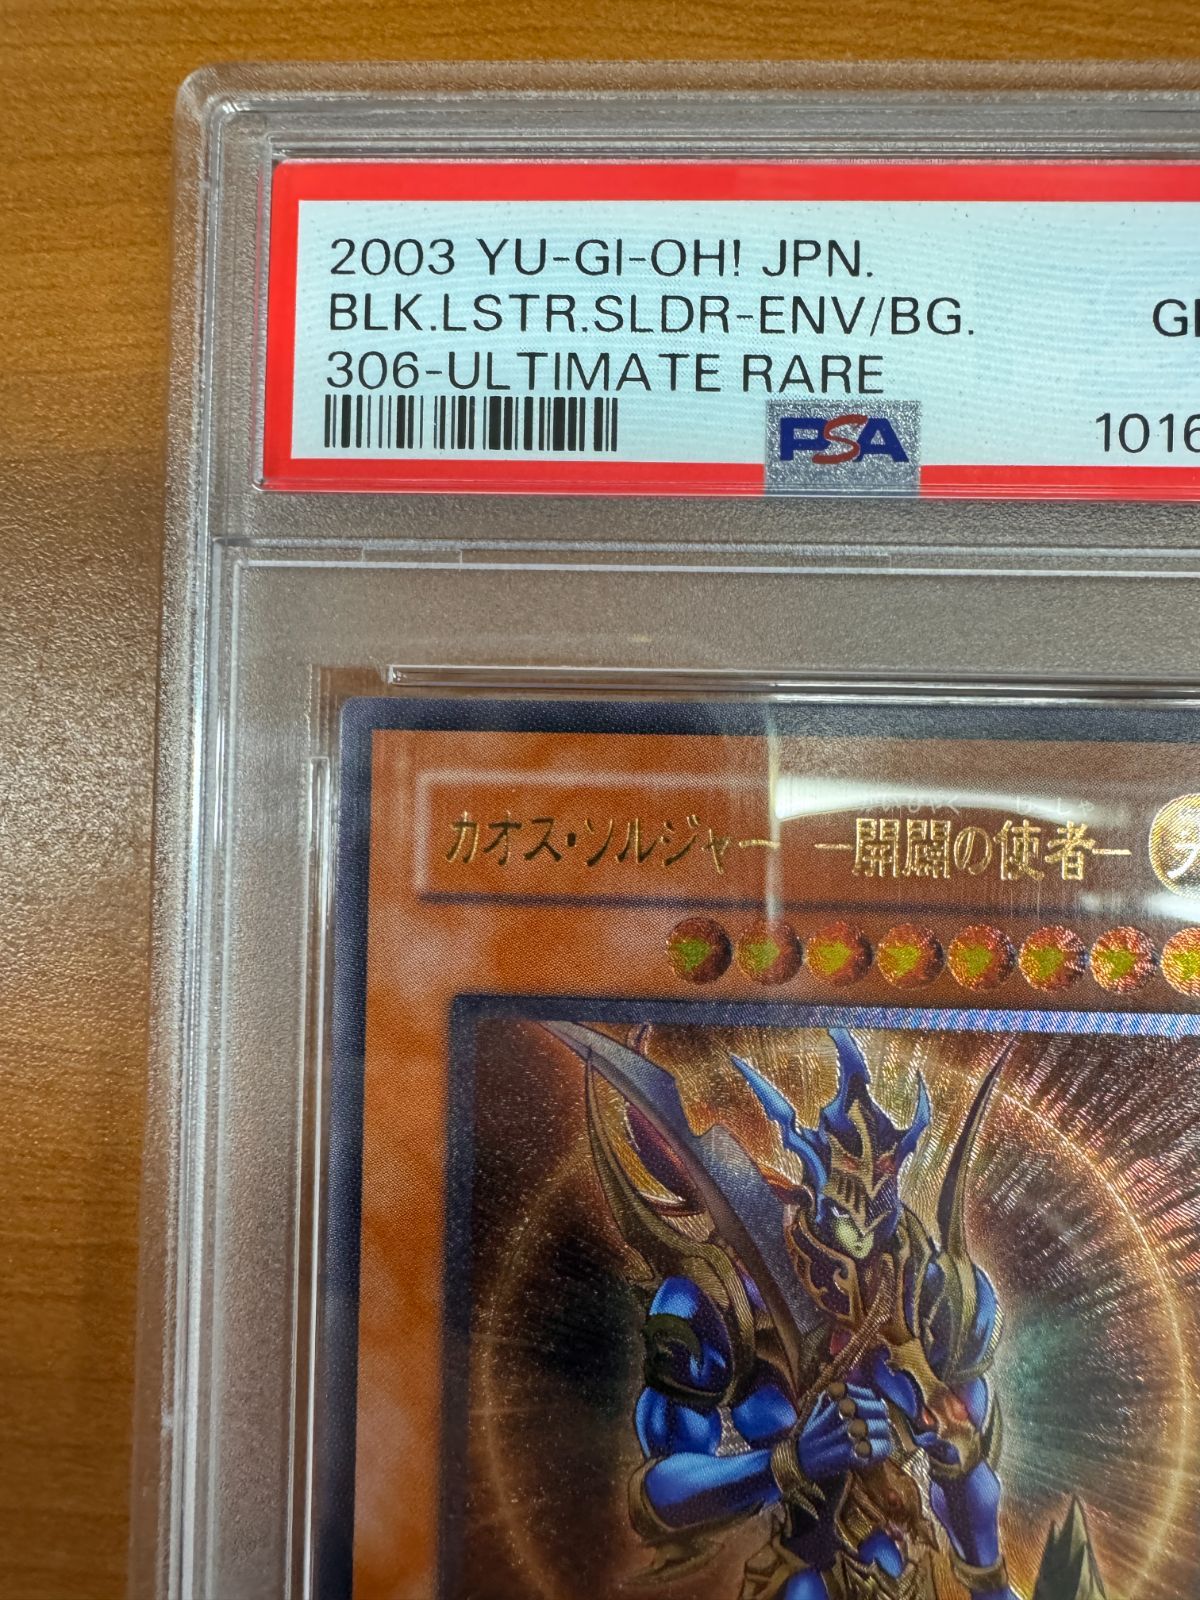 2003 YU-GI-OH! JPN.
BLK.LSTR.SLDR-ENV/BG.
306-ULTIMATE RARE
PSA
1016
カオス・ソルジャー －開闢の使者－